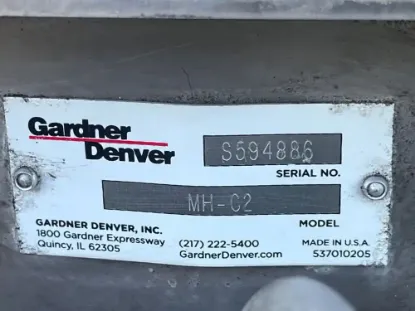 Gardner
Denver
S594886
SERIAL NO.
MH-C2
MODEL
GARDNER DENVER, INC.
1800 Gardner Expressway
Quincy, IL 62305
(217) 222-5400
GardnerDenver.com
MADE IN U.S.A.
537010205